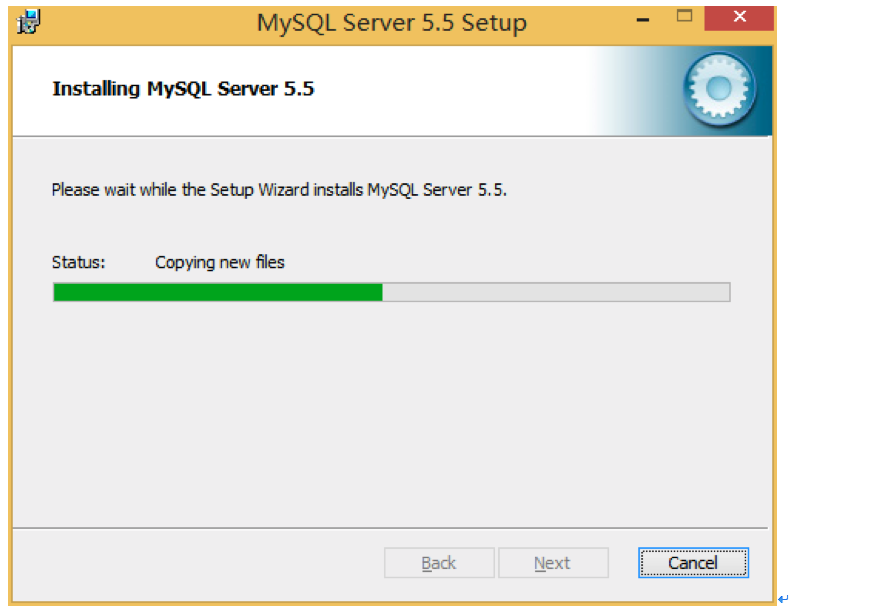 MySQL Server 5.5 Setup
Installing MySQL Server 5.5
Please wait while the Setup Wizard installs MySQL Server 5.5.
Status: Copying new files
Back Next Cancel